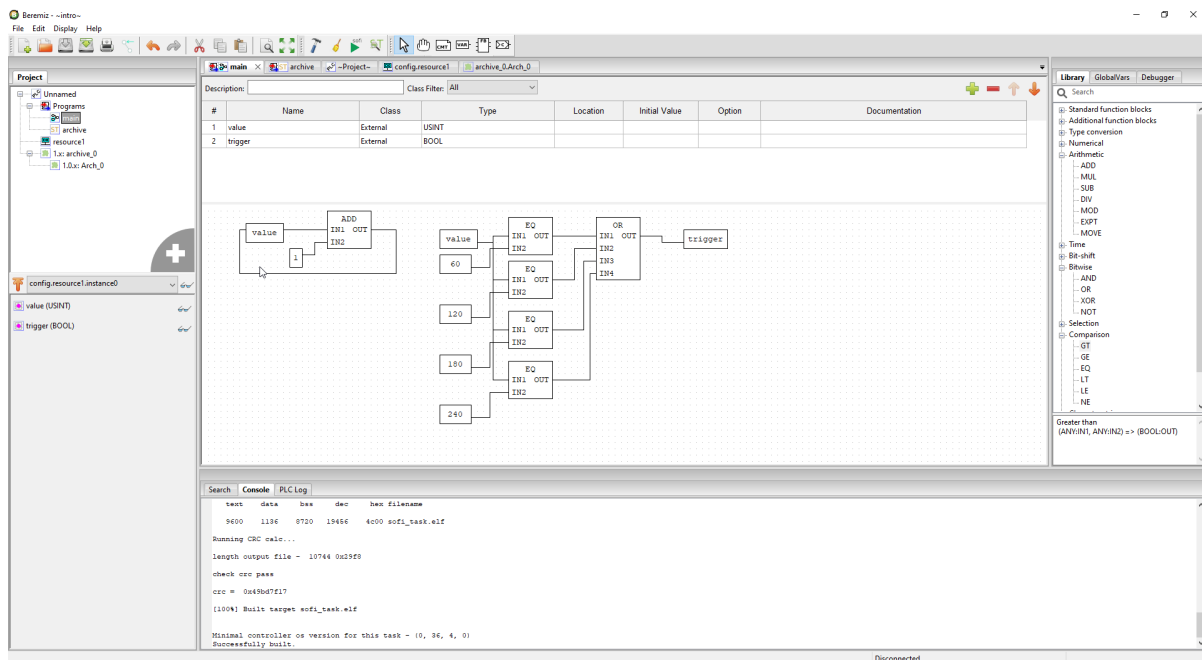 Beremiz - ~intro~
File Edit Display Help
Project
Unnamed
Programs
main
archive
resource1
1.x: archive_0
1.0.x: Arch_0
config.resource1.instance0
value (USINT)
trigger (BOOL)
main archive ~Project~ config.resource1 archive_0.Arch_0
Description: Class Filter: All
# Name Class Type Location Initial Value Option Documentation
1 value External USINT
2 trigger External BOOL
value
ADD
IN1 OUT
IN2
1
value
60
120
180
240
EQ
IN1 OUT
IN2
EQ
IN1 OUT
IN2
EQ
IN1 OUT
IN2
EQ
IN1 OUT
IN2
OR
IN1 OUT
IN2
IN3
IN4
trigger
Search Console PLC Log
text data bss dec hex filename
9600 1136 8720 19456 4c00 sofi_task.elf
Running CRC calc...
length output file - 10744 0x29f8
check crc pass
crc = 0x49bd7f17
[100%] Built target sofi_task.elf
Minimal controller os version for this task - (0, 36, 4, 0)
Successfully built.
Library GlobalVars Debugger
Search
Standard function blocks
Additional function blocks
Type conversion
Numerical
Arithmetic
ADD
MUL
SUB
DIV
MOD
EXPT
MOVE
Time
Bit-shift
Bitwise
AND
OR
XOR
NOT
Selection
Comparison
GT
GE
EQ
LT
LE
NE
Greater than
(ANY:IN1, ANY:IN2) => (BOOL:OUT)
Disconnected